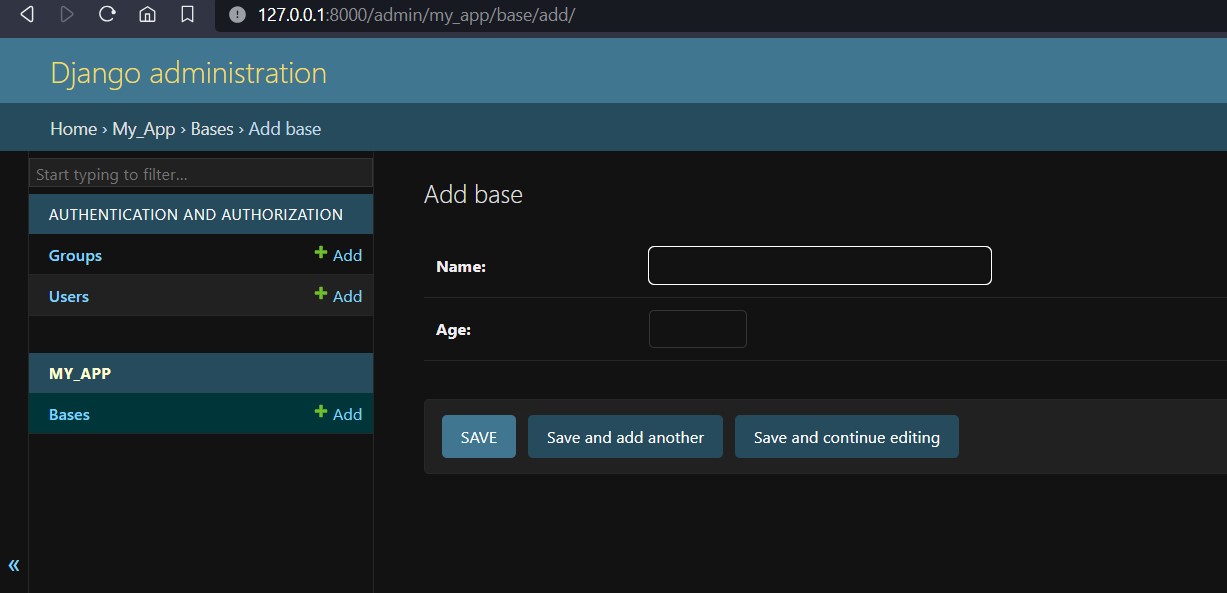 127.0.0.1:8000/admin/my_app/base/add/
Django administration
Home › My_App › Bases › Add base
Start typing to filter...
AUTHENTICATION AND AUTHORIZATION
Groups + Add
Users + Add
MY_APP
Bases + Add
«
Add base
Name:
Age:
SAVE Save and add another Save and continue editing